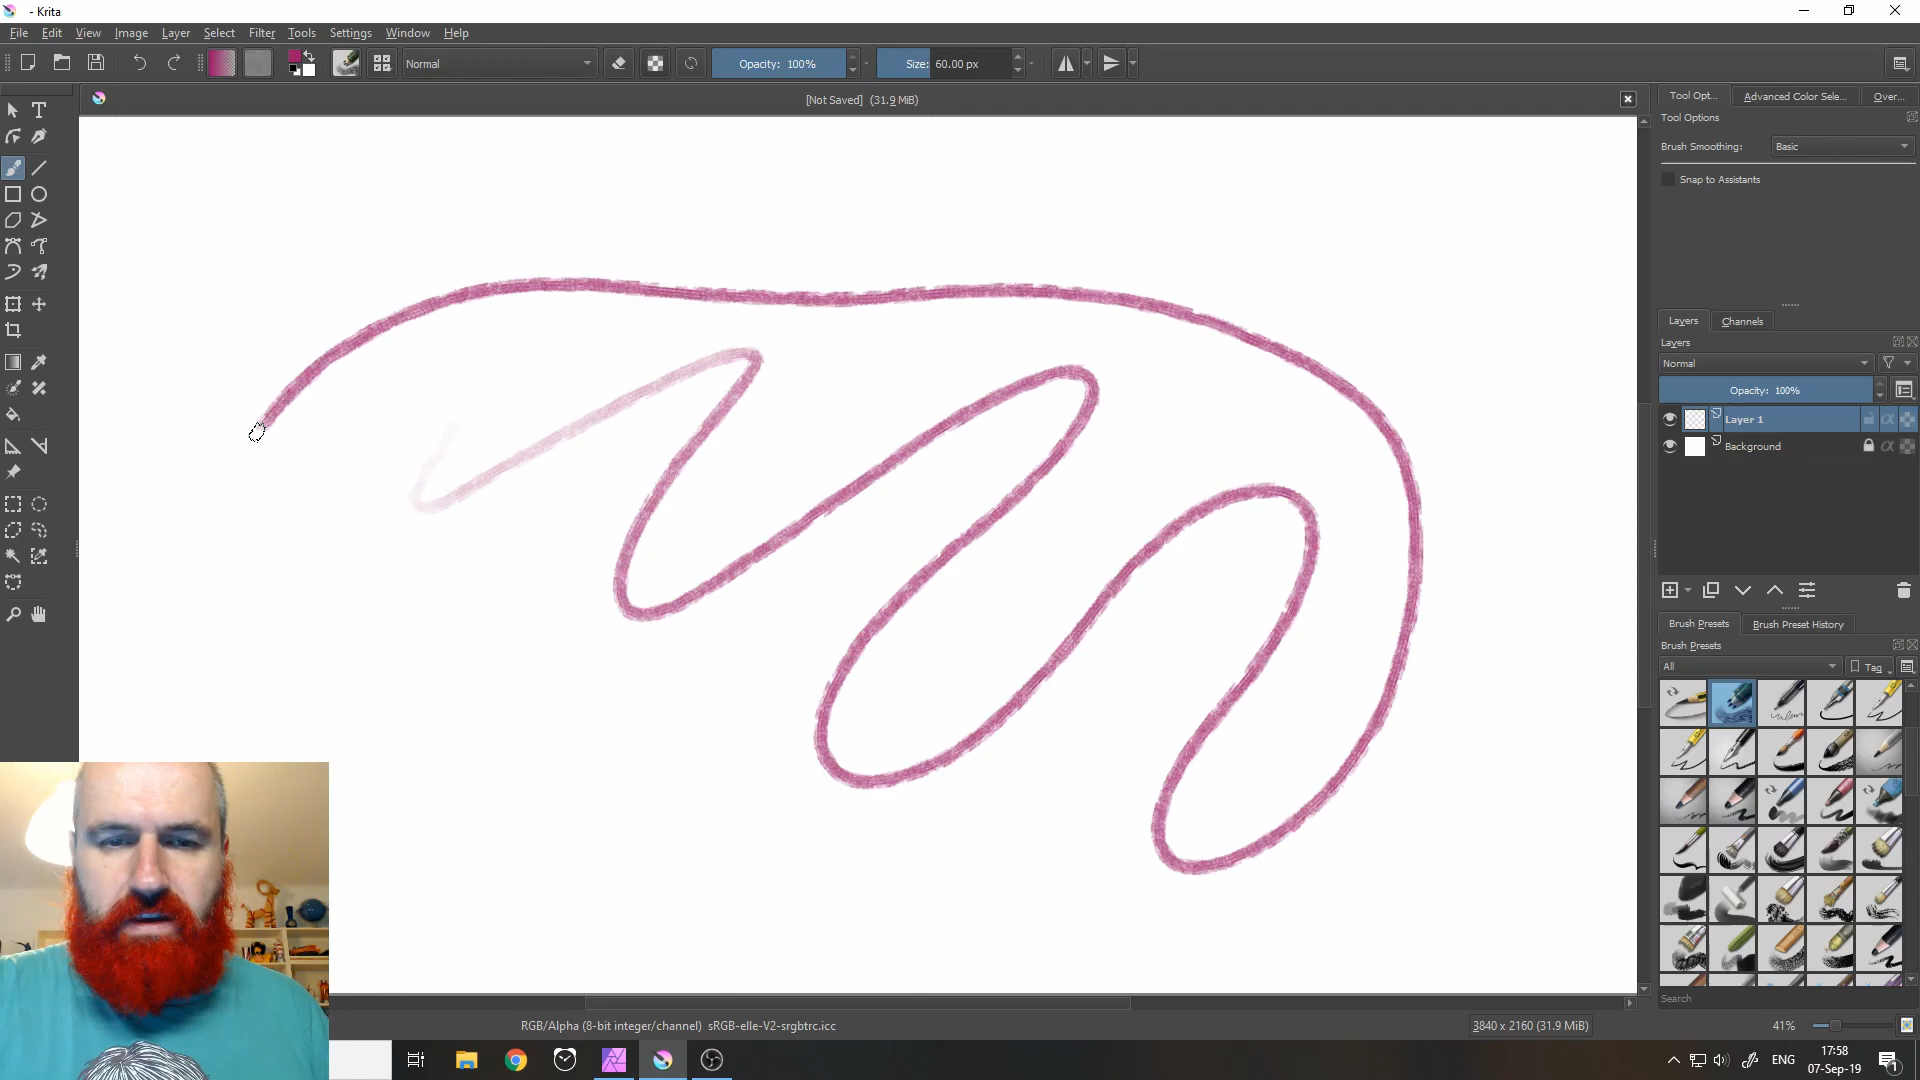 - Krita
File Edit View Image Layer Select Filter Tools Settings Window Help
Normal Opacity: 100% Size: 60.00 px
[Not Saved] (31.9 MiB)
Tool Opt... Advanced Color Sele... Over...
Tool Options
Brush Smoothing: Basic
Snap to Assistants
Layers Channels
Layers
Normal
Opacity: 100%
Layer 1
Background
Brush Presets Brush Preset History
Brush Presets
All Tag
Search
RGB/Alpha (8-bit integer/channel) sRGB-elle-V2-srgbtrc.icc 3840 x 2160 (31.9 MiB) 41%
ENG 17:58
07-Sep-19 1